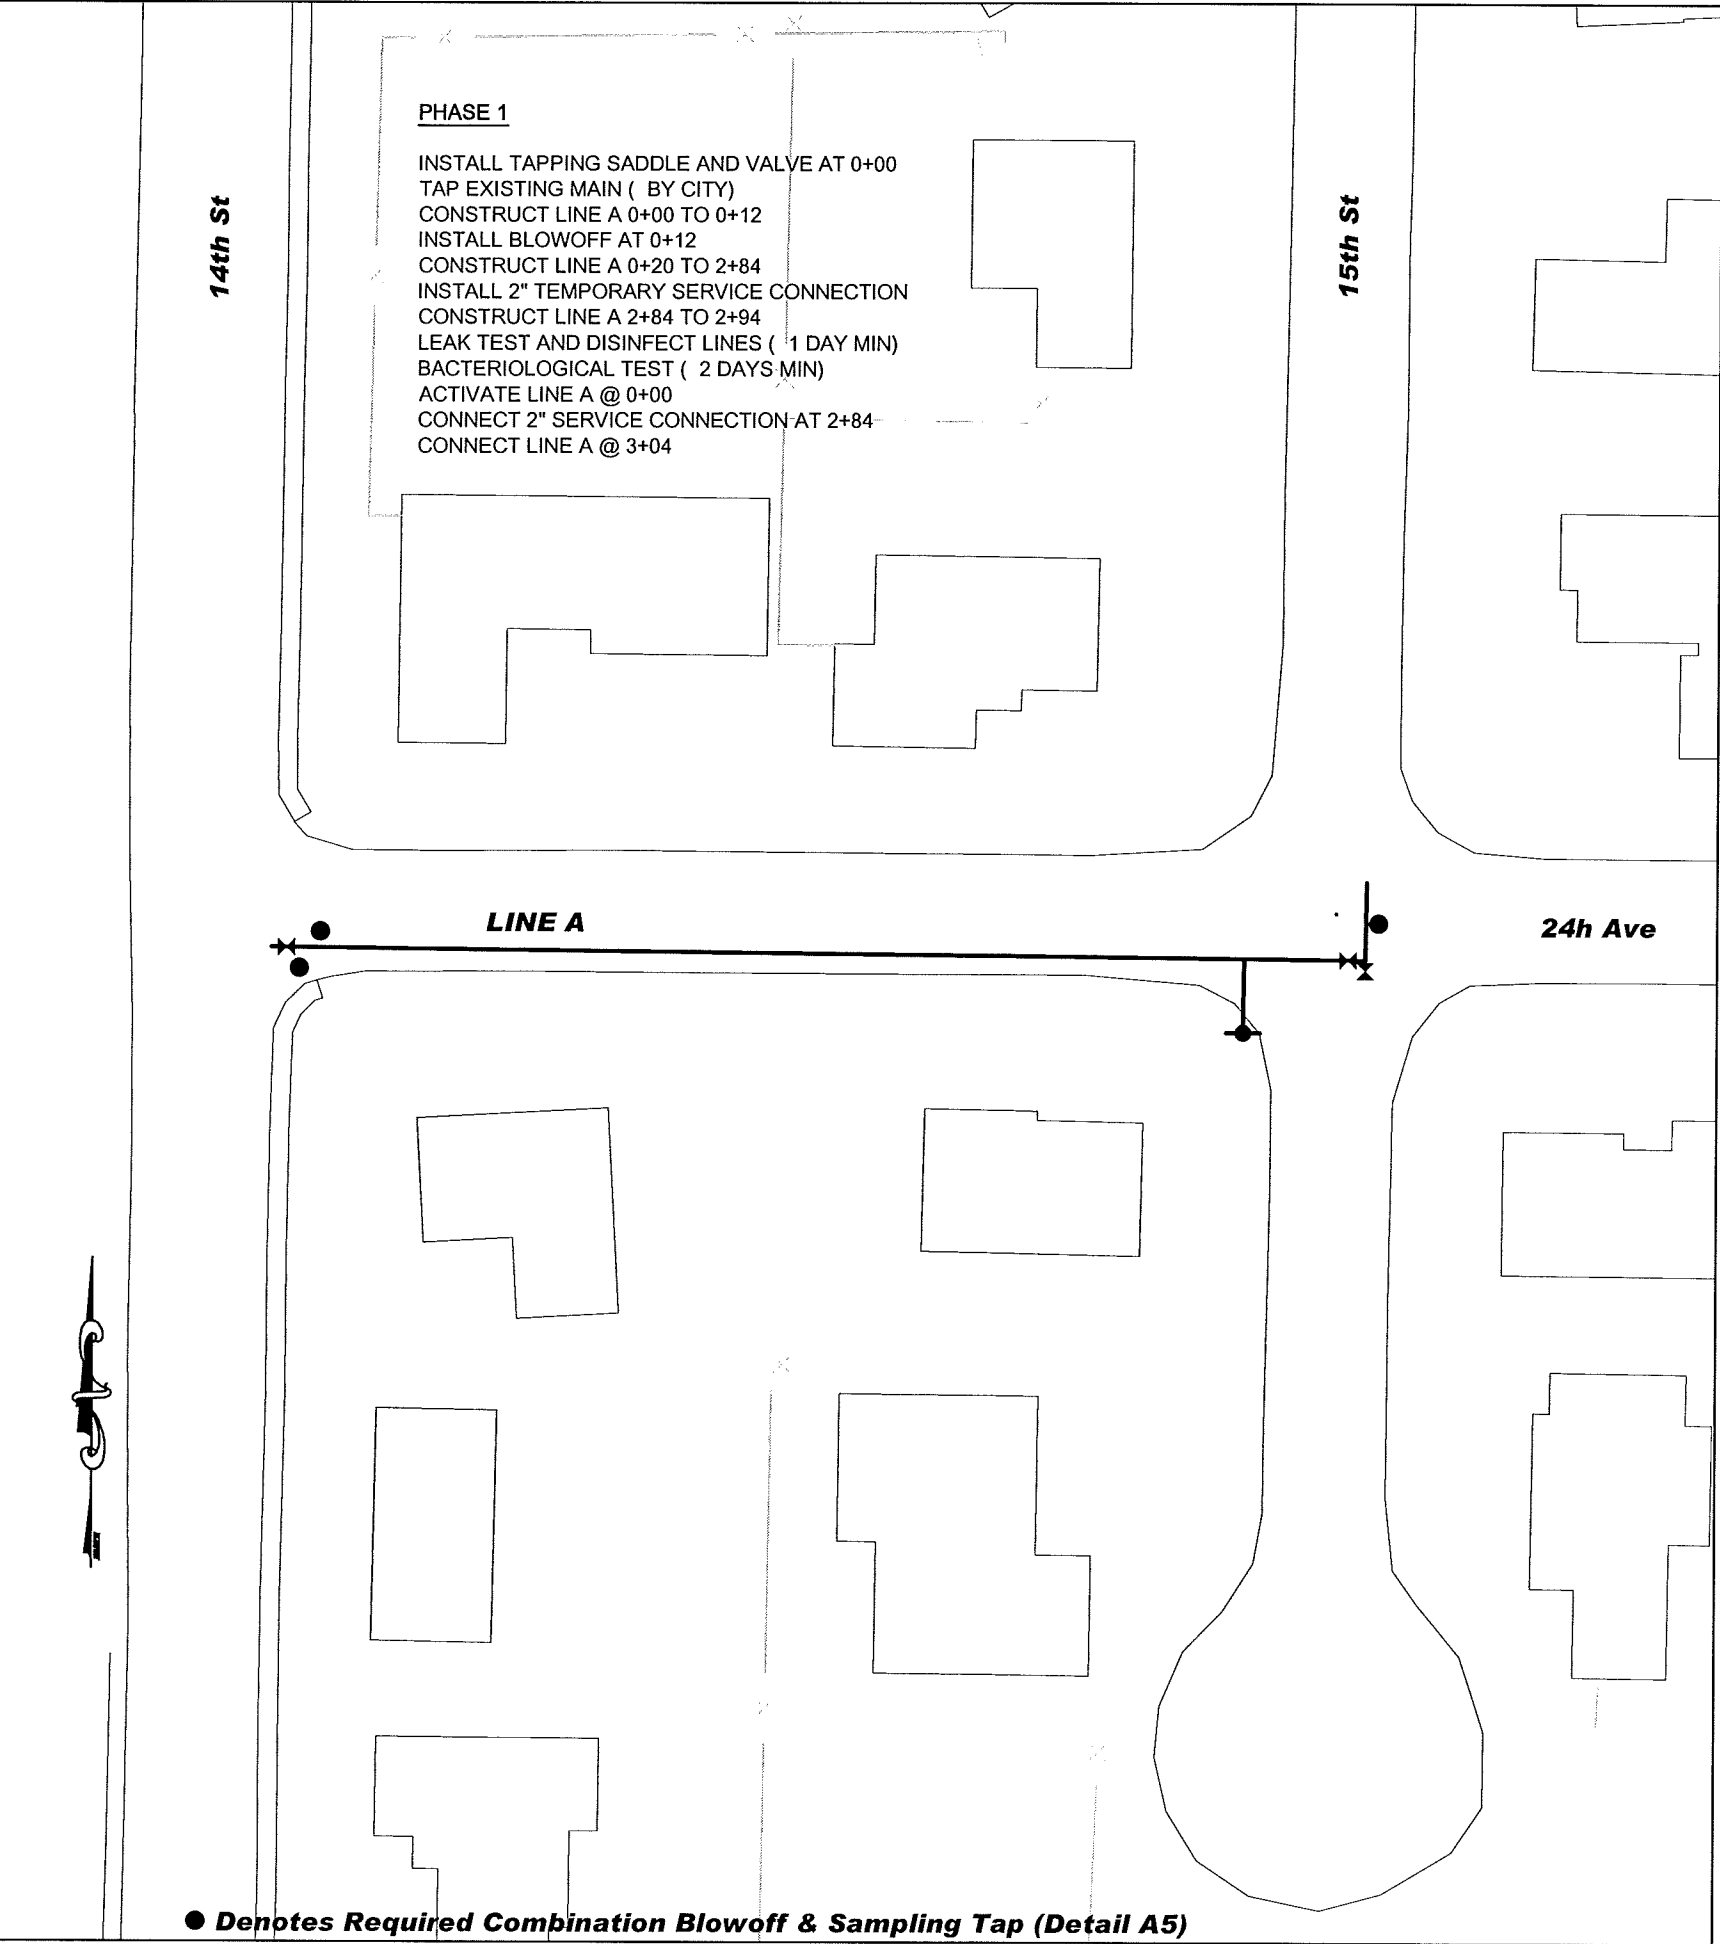 PHASE 1
INSTALL TAPPING SADDLE AND VALVE AT 0+00
TAP EXISTING MAIN ( BY CITY)
CONSTRUCT LINE A 0+00 TO 0+12
INSTALL BLOWOFF AT 0+12
CONSTRUCT LINE A 0+20 TO 2+84
INSTALL 2" TEMPORARY SERVICE CONNECTION
CONSTRUCT LINE A 2+84 TO 2+94
LEAK TEST AND DISINFECT LINES ( 1 DAY MIN)
BACTERIOLOGICAL TEST ( 2 DAYS MIN)
ACTIVATE LINE A @ 0+00
CONNECT 2" SERVICE CONNECTION AT 2+84
CONNECT LINE A @ 3+04
14th St
15th St
LINE A
24h Ave
Denotes Required Combination Blowoff & Sampling Tap (Detail A5)